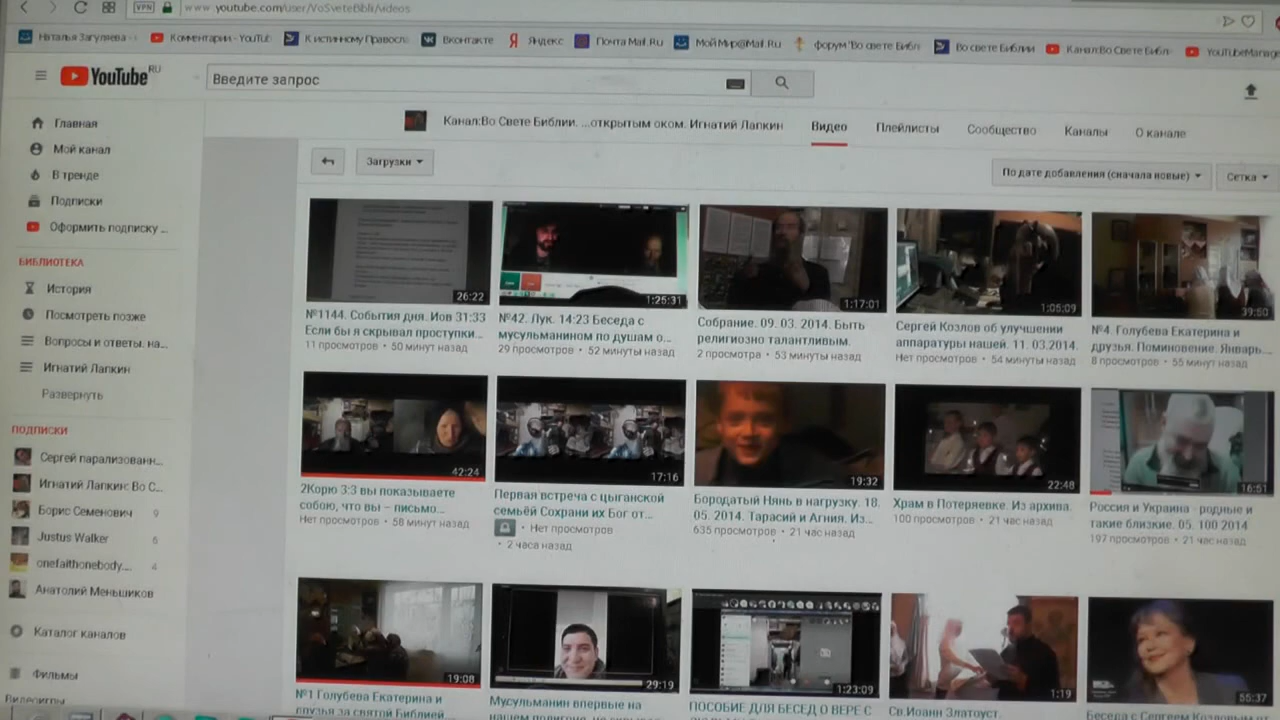 VPN www.youtube.com/user/VoSveteBibli/videos
Наталья Загуляева -
Комментарии - YouTub
К истинному Правосл
Вконтакте
Яндекс
Почта Mail.Ru
МойМир@Mail.Ru
форум 'Во свете Библ
Во свете Библии
Канал:Во Свете Библ
YouTubeManage
YouTube RU
Введите запрос
Главная
Мой канал
В тренде
Подписки
Оформить подписку ...
БИБЛИОТЕКА
История
Посмотреть позже
Вопросы и ответы. на...
Игнатий Лапкин
Развернуть
ПОДПИСКИ
Сергей парализованн...
Игнатий Лапкин: Во С...
Борис Семенович 9
Justus Walker 6
onefaithonebody.... 4
Анатолий Меньшиков
Каталог каналов
Фильмы
Видеоигры
Канал:Во Свете Библии. ...открытым оком. Игнатий Лапкин
Видео
Плейлисты
Сообщество
Каналы
О канале
Загрузки
По дате добавления (сначала новые)
Сетка
26:22
№1144. События дня. Иов 31:33
Если бы я скрывал проступки...
11 просмотров • 50 минут назад
1:25:31
№42. Лук. 14:23 Беседа с
мусульманином по душам о...
29 просмотров • 52 минуты назад
1:17:01
Собрание. 09. 03. 2014. Быть
религиозно талантливым.
2 просмотра • 53 минуты назад
1:05:09
Сергей Козлов об улучшении
аппаратуры нашей. 11. 03.2014.
Нет просмотров • 54 минуты назад
39:60
№4. Голубева Екатерина и
друзья. Поминовение. Январь...
8 просмотров • 55 минут назад
42:24
2Корю 3:3 вы показываете
собою, что вы – письмо...
Нет просмотров • 58 минут назад
17:16
Первая встреча с цыганской
семьёй Сохрани их Бог от...
• Нет просмотров
• 2 часа назад
19:32
Бородатый Нянь в нагрузку. 18.
05. 2014. Тарасий и Агния. Из...
635 просмотров • 21 час назад
22:48
Храм в Потеряевке. Из архива.
100 просмотров • 21 час назад
16:51
Россия и Украина - родные и
такие близкие. 05. 100 2014
197 просмотров • 21 час назад
19:08
№1 Голубева Екатерина и
друзья за святой Библией
29:19
Мусульманин впервые на
1:23:09
ПОСОБИЕ ДЛЯ БЕСЕД О ВЕРЕ С
1:19
Св.Иоанн Златоуст.
55:37
Беседа с Сергеем Козловым по